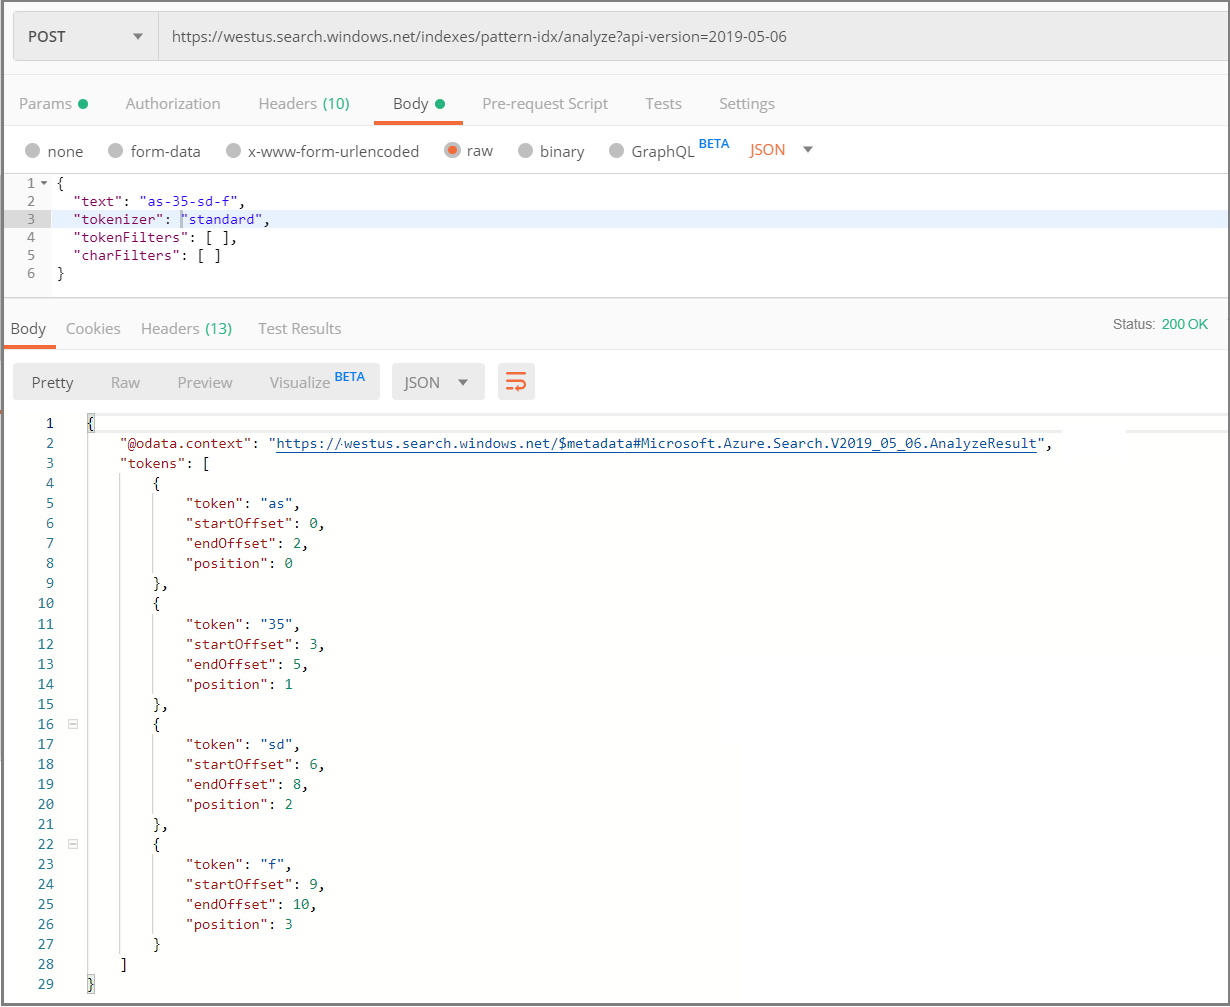 POST https://westus.search.windows.net/indexes/pattern-idx/analyze?api-version=2019-05-06
Params Authorization Headers (10) Body Pre-request Script Tests Settings
none form-data x-www-form-urlencoded raw binary GraphQL BETA JSON
1 {
2 "text": "as-35-sd-f",
3 "tokenizer": "standard",
4 "tokenFilters": [ ],
5 "charFilters": [ ]
6 }
Body Cookies Headers (13) Test Results Status: 200 OK
Pretty Raw Preview Visualize BETA JSON
1 {
2 "@odata.context": "https://-westus.search.windows.net/$metadata#Microsoft.Azure.Search.V2019_05_06.AnalyzeResult",
3 "tokens": [
4 {
5 "token": "as",
6 "startOffset": 0,
7 "endOffset": 2,
8 "position": 0
9 },
10 {
11 "token": "35",
12 "startOffset": 3,
13 "endOffset": 5,
14 "position": 1
15 },
16 {
17 "token": "sd",
18 "startOffset": 6,
19 "endOffset": 8,
20 "position": 2
21 },
22 {
23 "token": "f",
24 "startOffset": 9,
25 "endOffset": 10,
26 "position": 3
27 }
28 ]
29 }